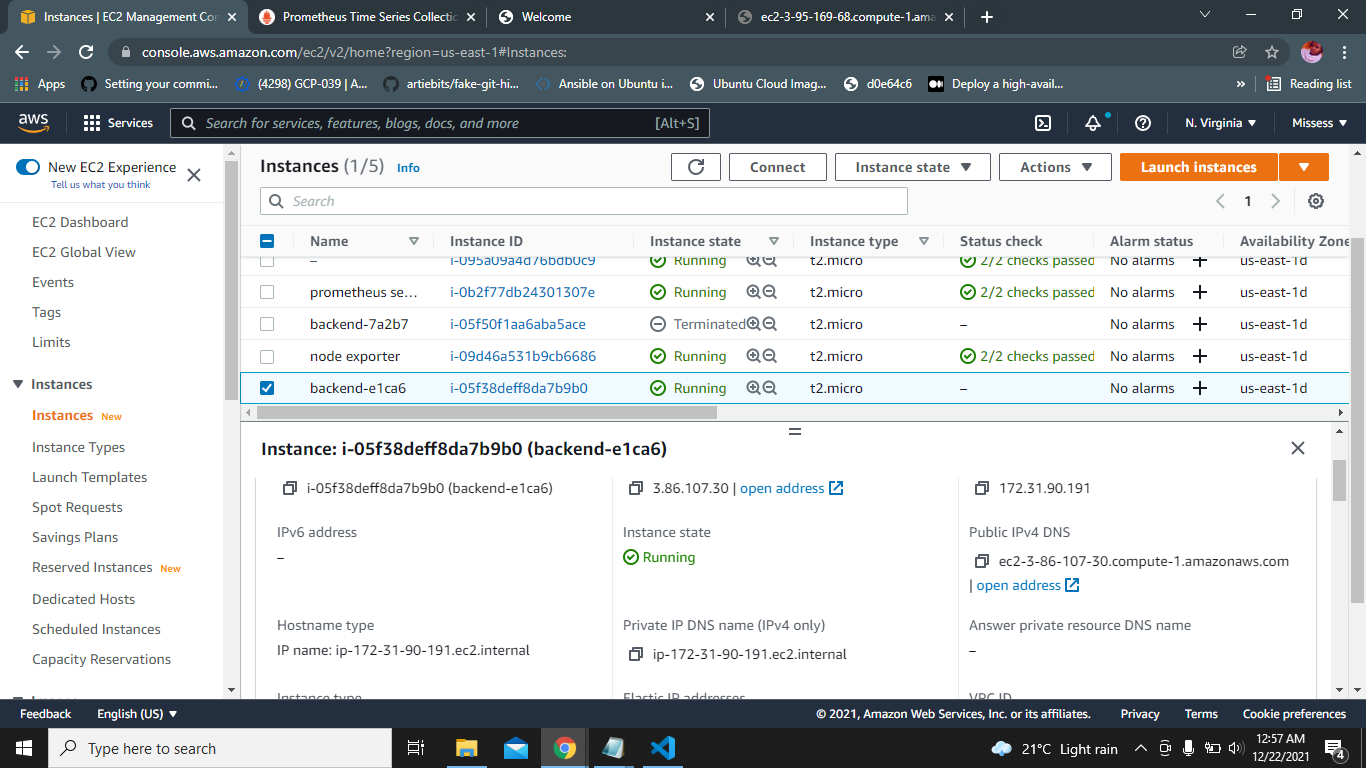 Instances | EC2 Management Con
Prometheus Time Series Collectic
Welcome
ec2-3-95-169-68.compute-1.ama
console.aws.amazon.com/ec2/v2/home?region=us-east-1#Instances:
Apps
Setting your commi...
(4298) GCP-039 | A...
artiebits/fake-git-hi...
Ansible on Ubuntu i...
Ubuntu Cloud Imag...
d0e64c6
Deploy a high-avail...
»
Reading list
aws
Services
Search for services, features, blogs, docs, and more
[Alt+S]
N. Virginia
Missess
New EC2 Experience
Tell us what you think
EC2 Dashboard
EC2 Global View
Events
Tags
Limits
Instances
Instances New
Instance Types
Launch Templates
Spot Requests
Savings Plans
Reserved Instances New
Dedicated Hosts
Scheduled Instances
Capacity Reservations
Instances (1/5) Info
Connect
Instance state
Actions
Launch instances
Search
1
Name Instance ID Instance state Instance type Status check Alarm status Availability Zone
– i-095a09a4d76bdb0c9 Running t2.micro 2/2 checks passed No alarms + us-east-1d
prometheus se... i-0b2f77db24301307e Running t2.micro 2/2 checks passed No alarms + us-east-1d
backend-7a2b7 i-05f50f1aa6aba5ace Terminated t2.micro – No alarms + us-east-1d
node exporter i-09d46a531b9cb6686 Running t2.micro 2/2 checks passed No alarms + us-east-1d
backend-e1ca6 i-05f38deff8da7b9b0 Running t2.micro – No alarms + us-east-1d
Instance: i-05f38deff8da7b9b0 (backend-e1ca6)
i-05f38deff8da7b9b0 (backend-e1ca6)
3.86.107.30 | open address
172.31.90.191
IPv6 address
–
Instance state
Running
Public IPv4 DNS
ec2-3-86-107-30.compute-1.amazonaws.com
| open address
Hostname type
IP name: ip-172-31-90-191.ec2.internal
Private IP DNS name (IPv4 only)
ip-172-31-90-191.ec2.internal
Answer private resource DNS name
–
Instance type
Elastic IP addresses
VPC ID
Feedback
English (US)
© 2021, Amazon Web Services, Inc. or its affiliates.
Privacy
Terms
Cookie preferences
Type here to search
21°C Light rain
12:57 AM
12/22/2021
4